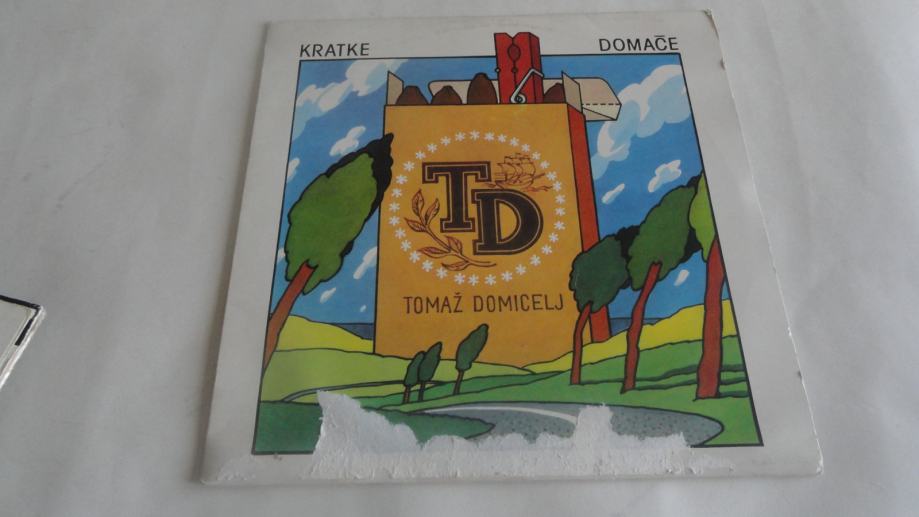 KRATKE DOMAČE
TD
TOMAŽ DOMICELJ